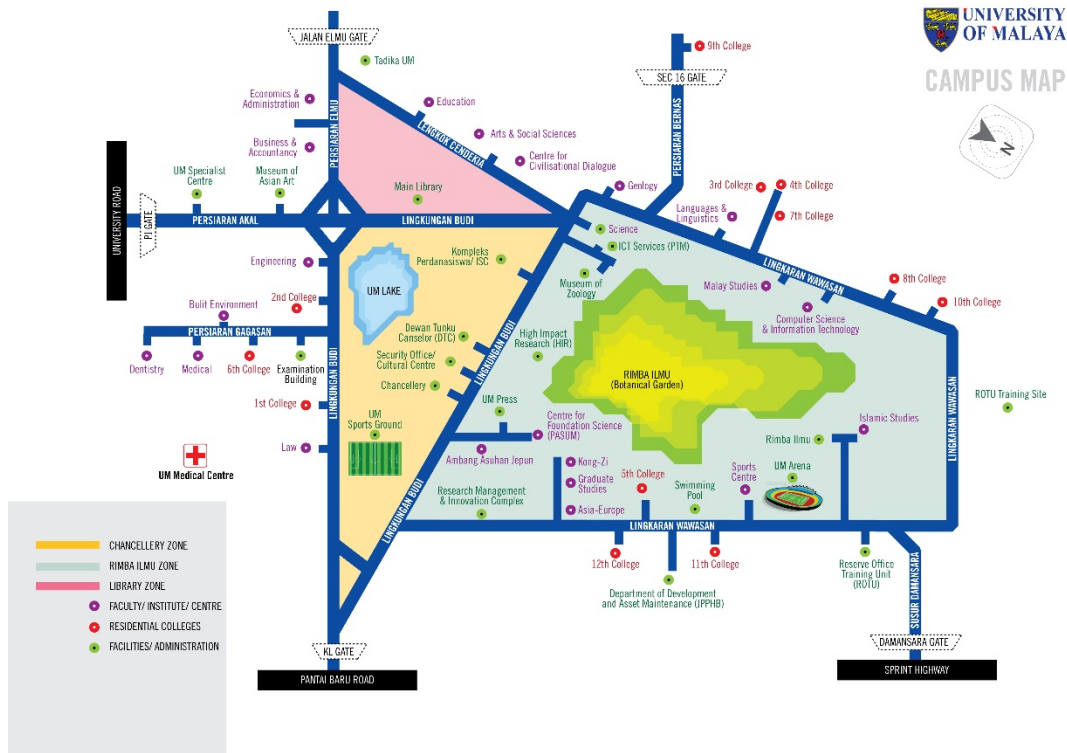 UNIVERSITY
OF MALAYA
CAMPUS MAP
N
JALAN ELMU GATE
Tadika UM
9th College
SEC 16 GATE
Economics &
Administration
Education
PERSIARAN ELMU
LENGKOK CENDEKIA
Arts & Social Sciences
PERSIARAN BERNAS
Business &
Accountancy
Centre for
Civilisational Dialogue
UM Specialist
Centre
Museum of
Asian Art
Main Library
Geology
3rd College
4th College
Languages &
Linguistics
7th College
UNIVERSITY ROAD
PJ GATE
PERSIARAN AKAL
LINGKUNGAN BUDI
Science
ICT Services (PTM)
LINGKARAN WAWASAN
Engineering
UM LAKE
Kompleks
Perdanasiswa/ ISC
Museum of
Zoology
Malay Studies
8th College
10th College
2nd College
Bulit Environment
Computer Science
& Information Technology
PERSIARAN GAGASAN
Dewan Tunku
Canselor (DTC)
LINGKUNGAN BUDI
High Impact
Research (HIR)
Dentistry
Medical
6th College
Examination
Building
Security Office/
Cultural Centre
RIMBA ILMU
(Botanical Garden)
Chancellery
LINGKUNGAN BUDI
LINGKARAN WAWASAN
ROTU Training Site
1st College
UM
Sports Ground
UM Press
Centre for
Foundation Science
(PASUM)
Islamic Studies
Rimba Ilmu
Law
UM Medical Centre
Ambang Asuhan Jepun
Kong-Zi
Graduate
Studies
Asia-Europe
5th College
Swimming
Pool
Sports
Centre
UM Arena
Research Management
& Innovation Complex
LINGKUNGAN BUDI
LINGKARAN WAWASAN
12th College
11th College
Department of Development
and Asset Maintenance (JPPHB)
Reserve Office
Training Unit
(ROTU)
SUSUR DAMANSARA
CHANCELLERY ZONE
RIMBA ILMU ZONE
LIBRARY ZONE
FACULTY/ INSTITUTE/ CENTRE
RESIDENTIAL COLLEGES
FACILITIES/ ADMINISTRATION
KL GATE
PANTAI BARU ROAD
DAMANSARA GATE
SPRINT HIGHWAY